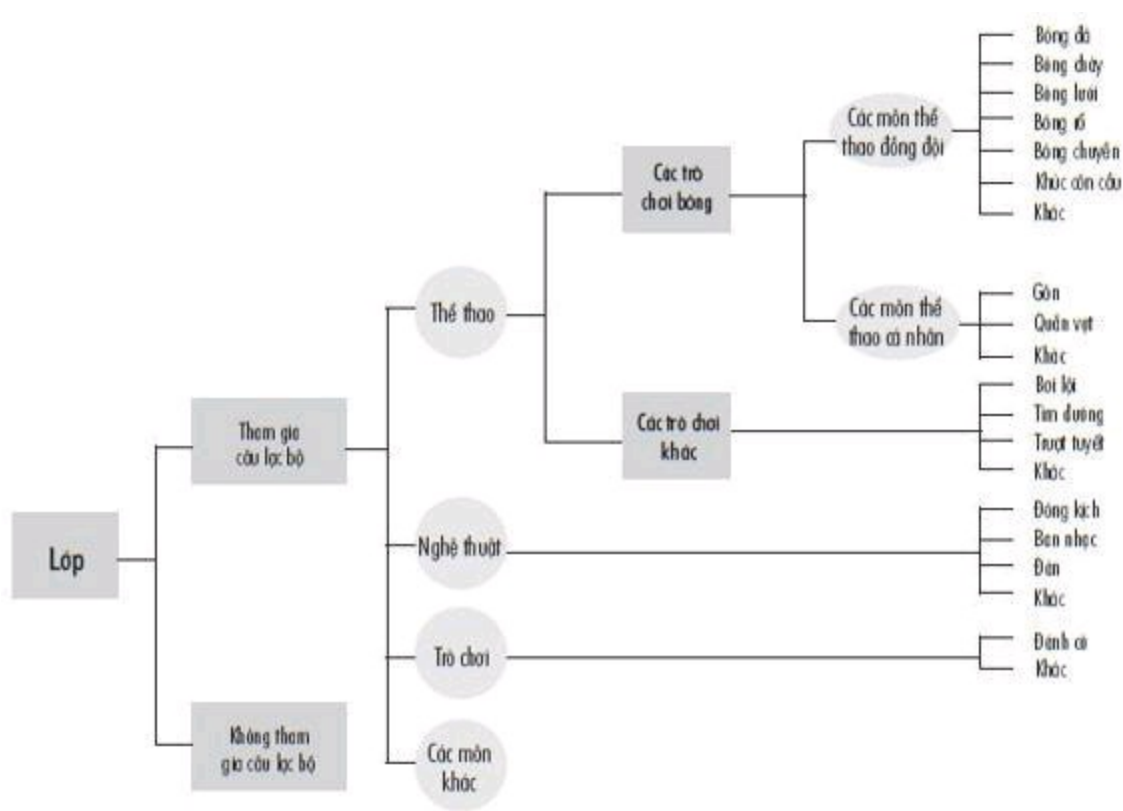 Lớp
Tham gia
câu lạc bộ
Không tham
gia câu lạc bộ
Thể thao
Nghệ thuật
Trò chơi
Các môn
khác
Các trò
chơi bóng
Các trò chơi
khác
Các môn thể
thao đồng đội
Các môn thể
thao cá nhân
Bóng đá
Bóng chày
Bóng lưới
Bóng rổ
Bóng chuyền
Khúc côn cầu
Khác
Gôn
Quần vợt
Khác
Bơi lội
Tìm đường
Trượt tuyết
Khác
Đóng kịch
Ban nhạc
Đàn
Khác
Đánh cờ
Khác